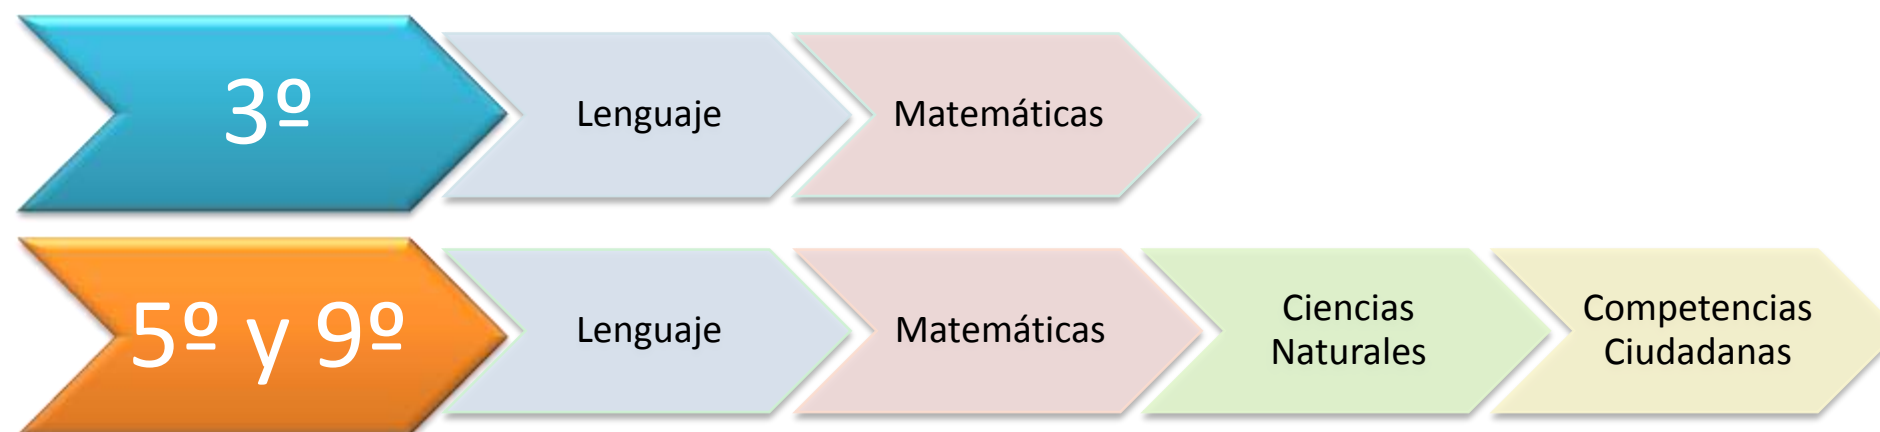 3º
Lenguaje
Matemáticas
5º y 9º
Lenguaje
Matemáticas
Ciencias
Naturales
Competencias
Ciudadanas